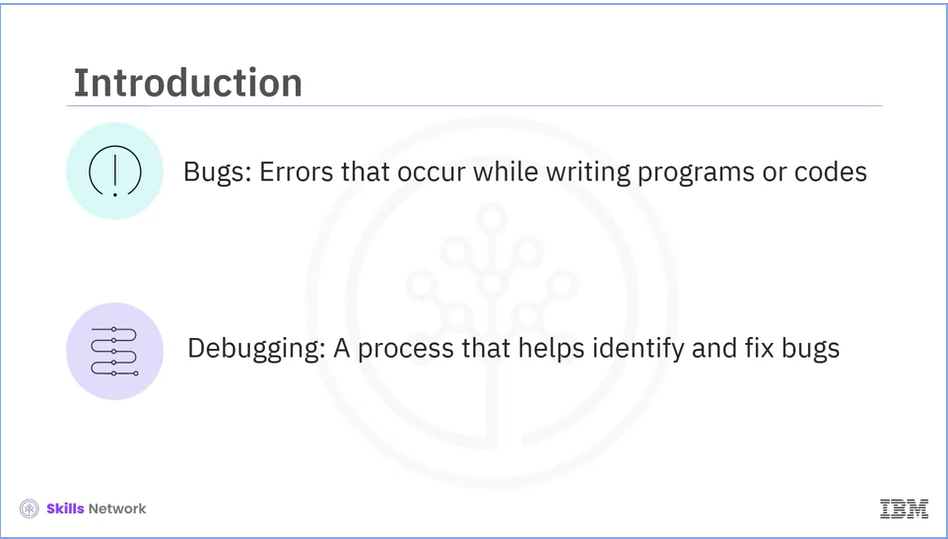 Introduction
Bugs: Errors that occur while writing programs or codes
Debugging: A process that helps identify and fix bugs
Skills Network
IBM